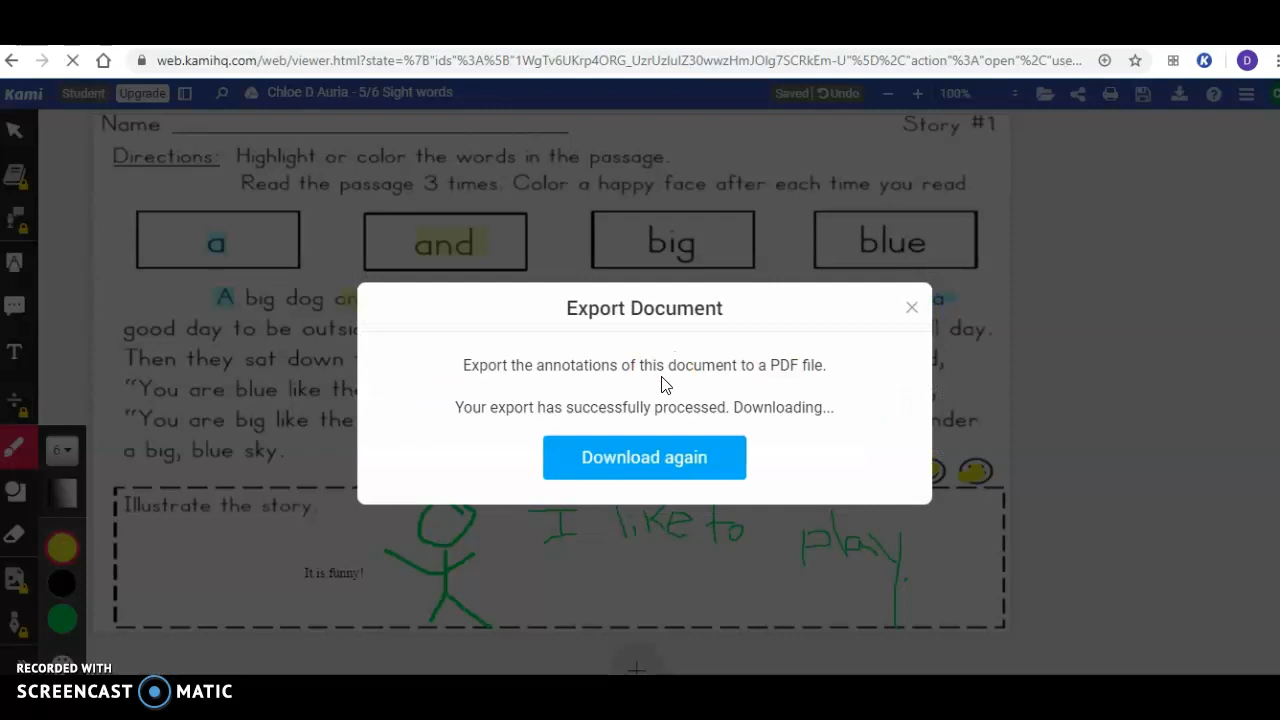 web.kamihq.com/web/viewer.html?state=%7B"ids"%3A%5B"1WgTv6UKrp4ORG_UzrUzIuIZ30wwzHmJOIg7SCRkEm-U"%5D%2C"action"%3A"open"%2C"use...
D
Kami
Student
Upgrade
Chloe D Auria - 5/6 Sight words
Saved
Undo
100%
Name
Story #1
Directions: Highlight or color the words in the passage.
Read the passage 3 times. Color a happy face after each time you read.
a
and
big
blue
A big dog
a
good day to be
day.
Then they sat down
"You are blue like the
"You are big like the
a big, blue sky.
Export Document
Export the annotations of this document to a PDF file.
Your export has successfully processed. Downloading...
Download again
6
Illustrate the story.
I like to play
It is funny!
RECORDED WITH
SCREENCAST MATIC